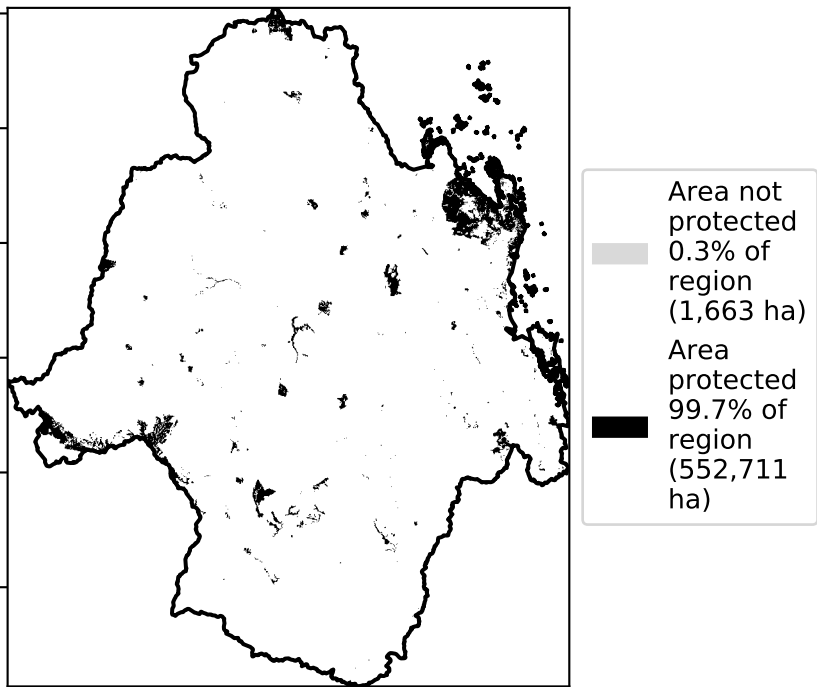 Area not
protected
0.3% of
region
(1,663 ha)
Area
protected
99.7% of
region
(552,711
ha)